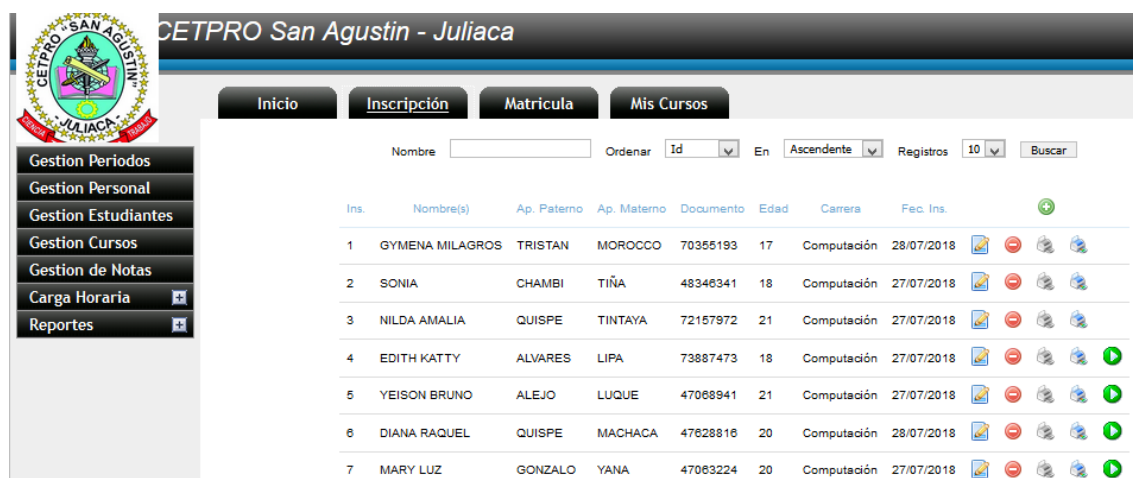 CETPRO San Agustin - Juliaca
CETPRO "SAN AGUSTIN"
JULIACA
CIENCIA TRABAJO
Inicio Inscripción Matricula Mis Cursos
Gestion Periodos
Gestion Personal
Gestion Estudiantes
Gestion Cursos
Gestion de Notas
Carga Horaria
Reportes
Nombre Ordenar Id En Ascendente Registros 10 Buscar
Ins. Nombre(s) Ap. Paterno Ap. Materno Documento Edad Carrera Fec. Ins.
1 GYMENA MILAGROS TRISTAN MOROCCO 70355193 17 Computación 28/07/2018
2 SONIA CHAMBI TIÑA 48346341 18 Computación 27/07/2018
3 NILDA AMALIA QUISPE TINTAYA 72157972 21 Computación 27/07/2018
4 EDITH KATTY ALVARES LIPA 73887473 18 Computación 27/07/2018
5 YEISON BRUNO ALEJO LUQUE 47068941 21 Computación 27/07/2018
6 DIANA RAQUEL QUISPE MACHACA 47628816 20 Computación 28/07/2018
7 MARY LUZ GONZALO YANA 47063224 20 Computación 27/07/2018